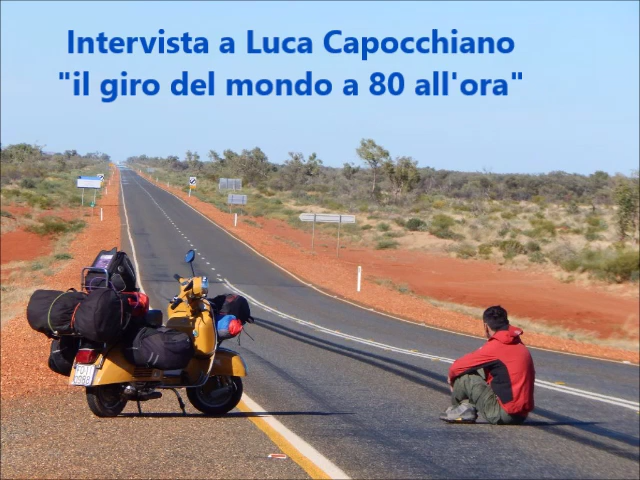 Intervista a Luca Capocchiano
"il giro del mondo a 80 all'ora"